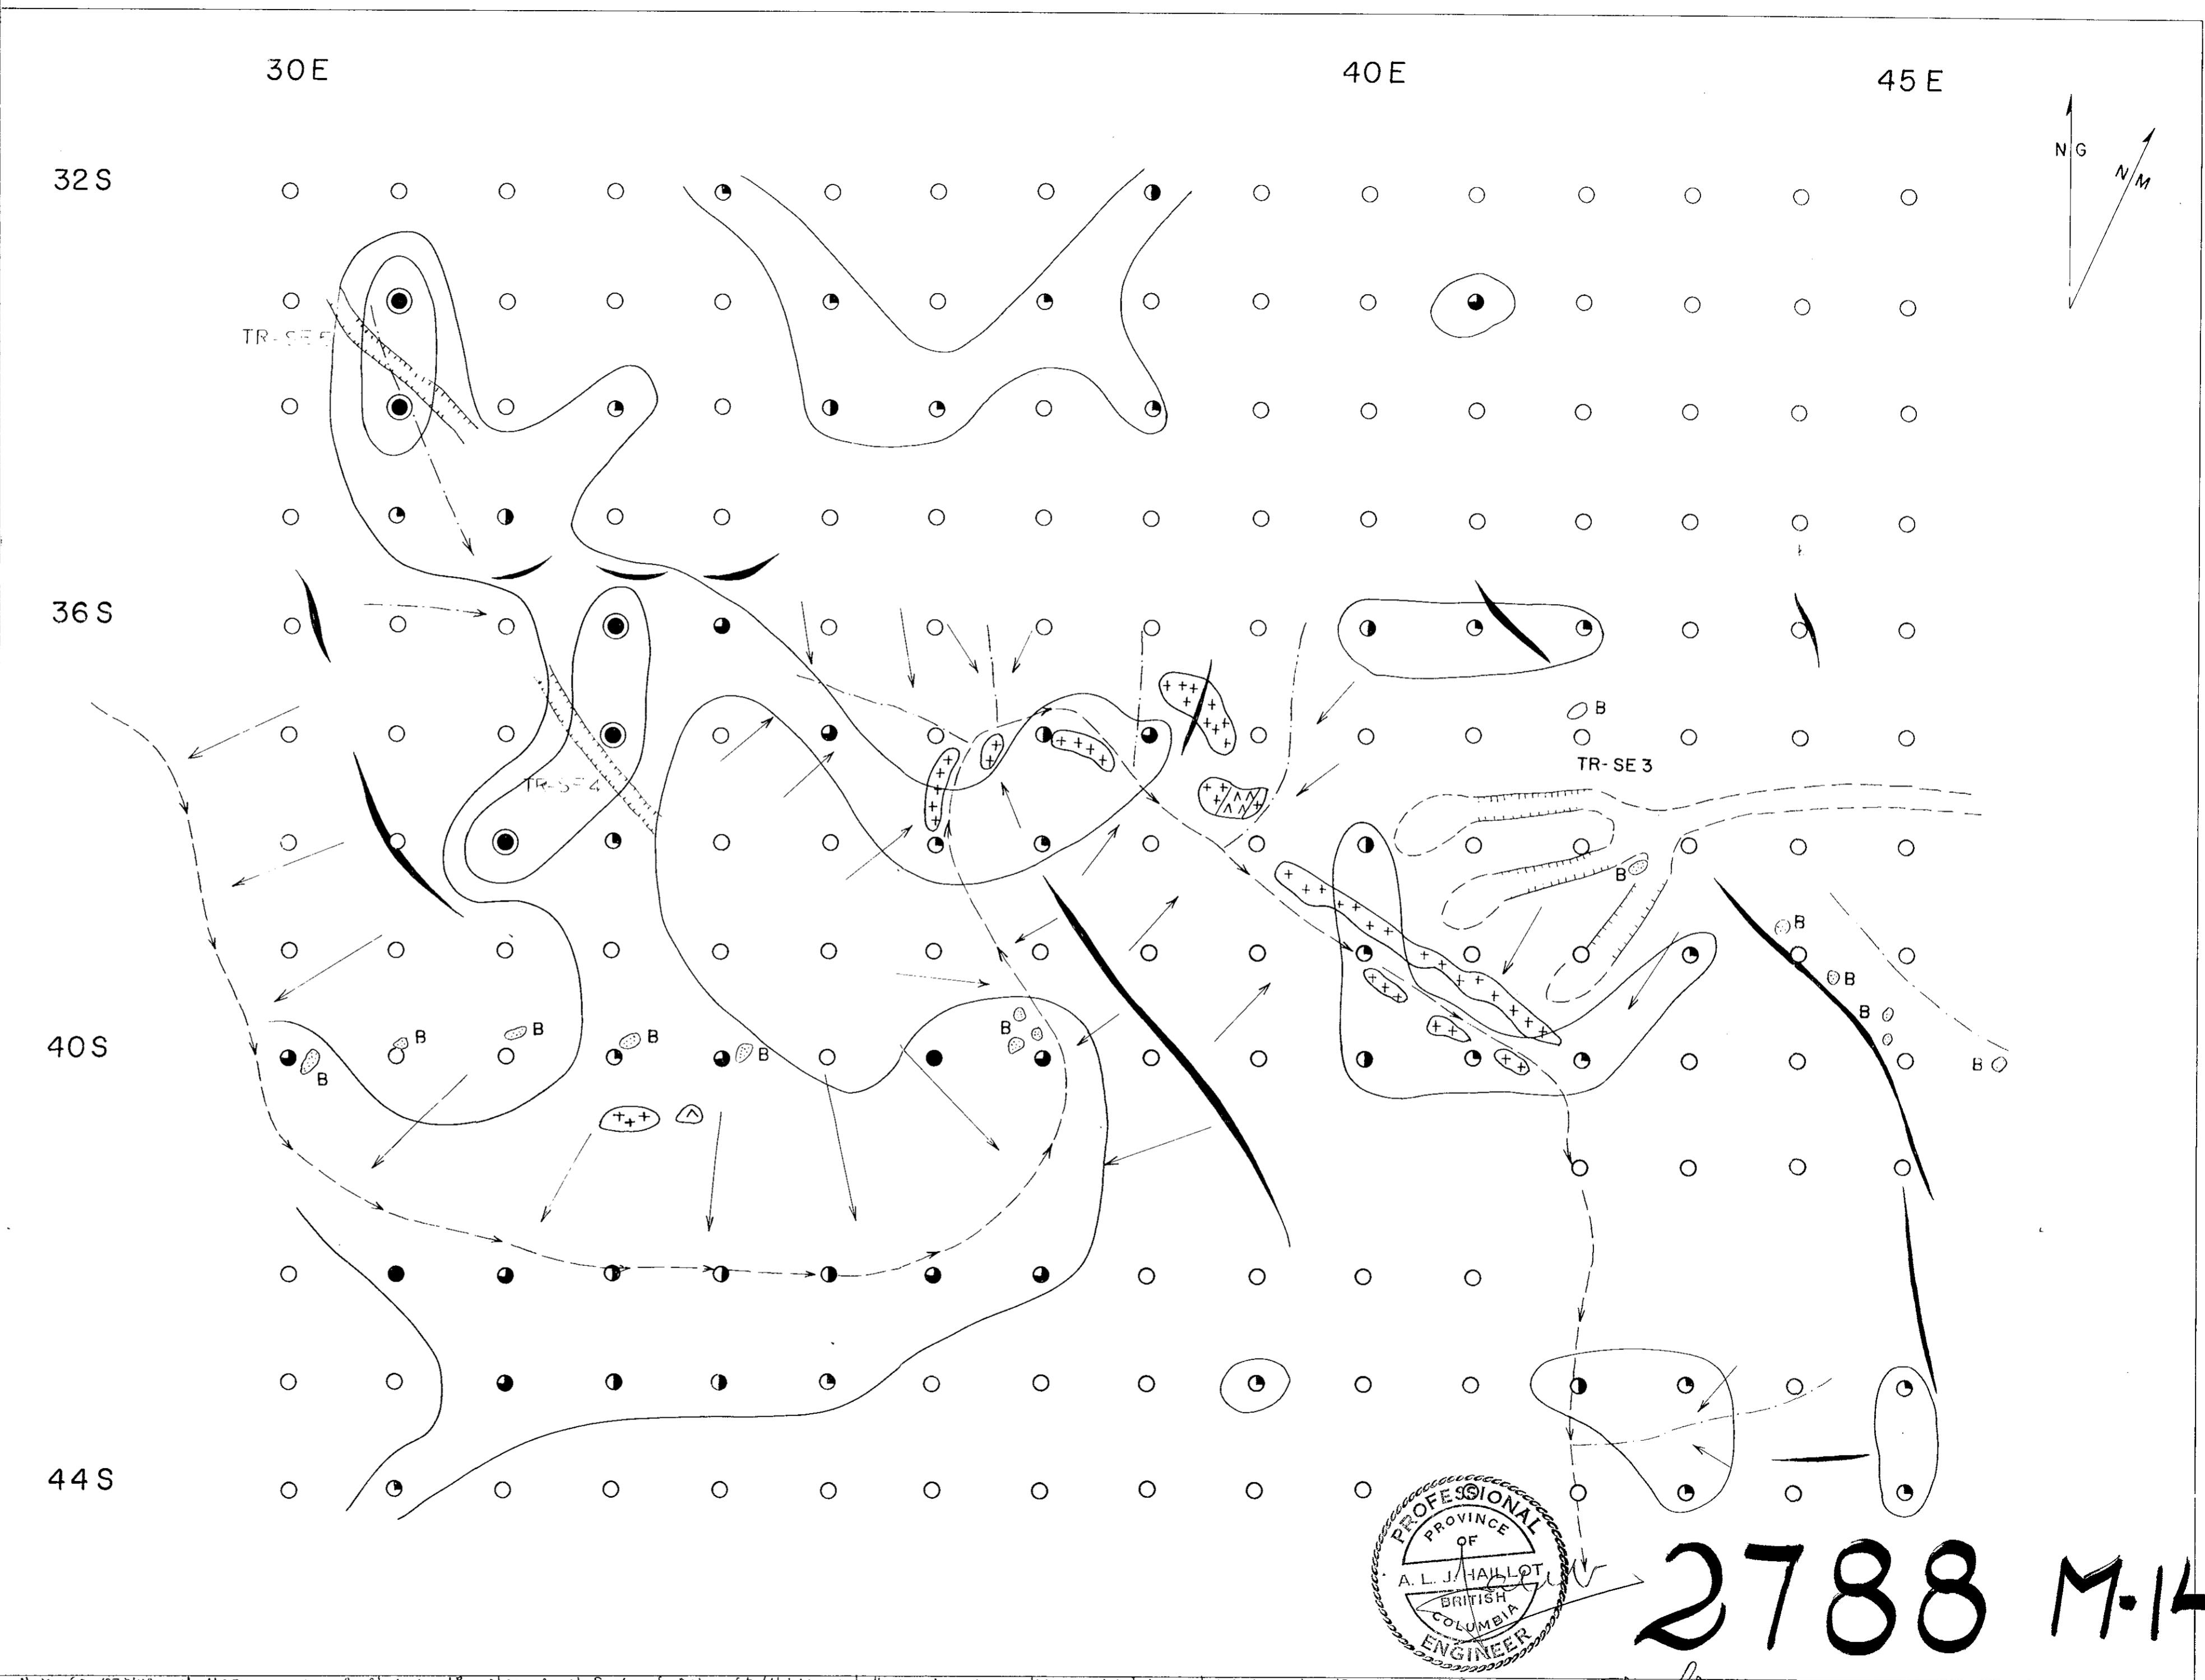 30E
40E
45E
N G
N M
32S
TR-SE 5
36S
B
TR-SE 3
TR-SE 4
B
B
B
B
B
B
B
B
B
B
B
B
40S
44S
PROFESSIONAL
PROVINCE
OF
A. L. J. HAILLOT
BRITISH
COLUMBIA
ENGINEER
2788 M-14